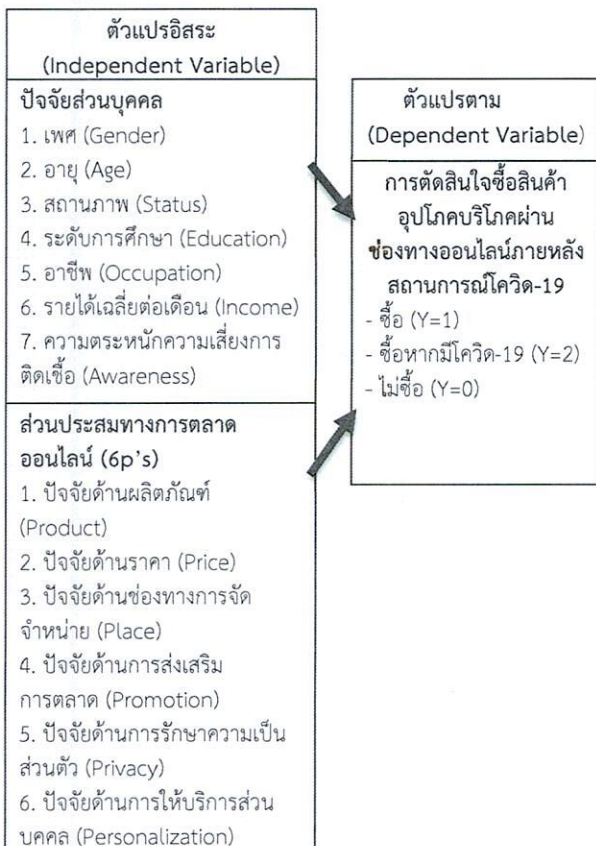 ตัวแปรอิสระ
(Independent Variable)
ปัจจัยส่วนบุคคล
1. เพศ (Gender)
2. อายุ (Age)
3. สถานภาพ (Status)
4. ระดับการศึกษา (Education)
5. อาชีพ (Occupation)
6. รายได้เฉลี่ยต่อเดือน (Income)
7. ความตระหนักความเสี่ยงการ
ติดเชื้อ (Awareness)
ส่วนประสมทางการตลาด
ออนไลน์ (6p's)
1. ปัจจัยด้านผลิตภัณฑ์
(Product)
2. ปัจจัยด้านราคา (Price)
3. ปัจจัยด้านช่องทางการจัด
จำหน่าย (Place)
4. ปัจจัยด้านการส่งเสริม
การตลาด (Promotion)
5. ปัจจัยด้านการรักษาความเป็น
ส่วนตัว (Privacy)
6. ปัจจัยด้านการให้บริการส่วน
บุคคล (Personalization)
ตัวแปรตาม
(Dependent Variable)
การตัดสินใจซื้อสินค้า
อุปโภคบริโภคผ่าน
ช่องทางออนไลน์ภายหลัง
สถานการณ์โควิด-19
- ซื้อ (Y=1)
- ซื้อหากมีโควิด-19 (Y=2)
- ไม่ซื้อ (Y=0)